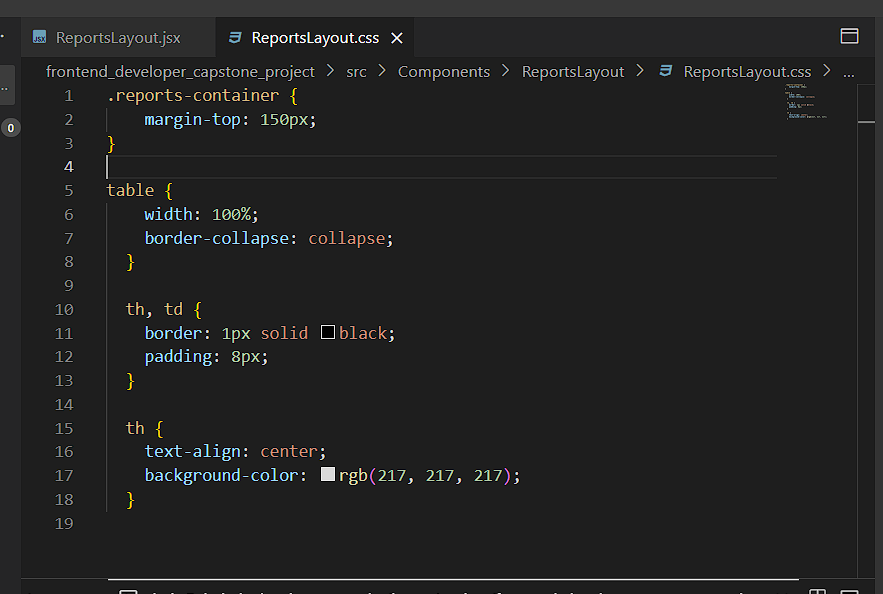 ReportsLayout.jsx ReportsLayout.css
frontend_developer_capstone_project > src > Components > ReportsLayout > ReportsLayout.css > ...
0
1 .reports-container {
2 margin-top: 150px;
3 }
4
5 table {
6 width: 100%;
7 border-collapse: collapse;
8 }
9
10 th, td {
11 border: 1px solid black;
12 padding: 8px;
13 }
14
15 th {
16 text-align: center;
17 background-color: rgb(217, 217, 217);
18 }
19